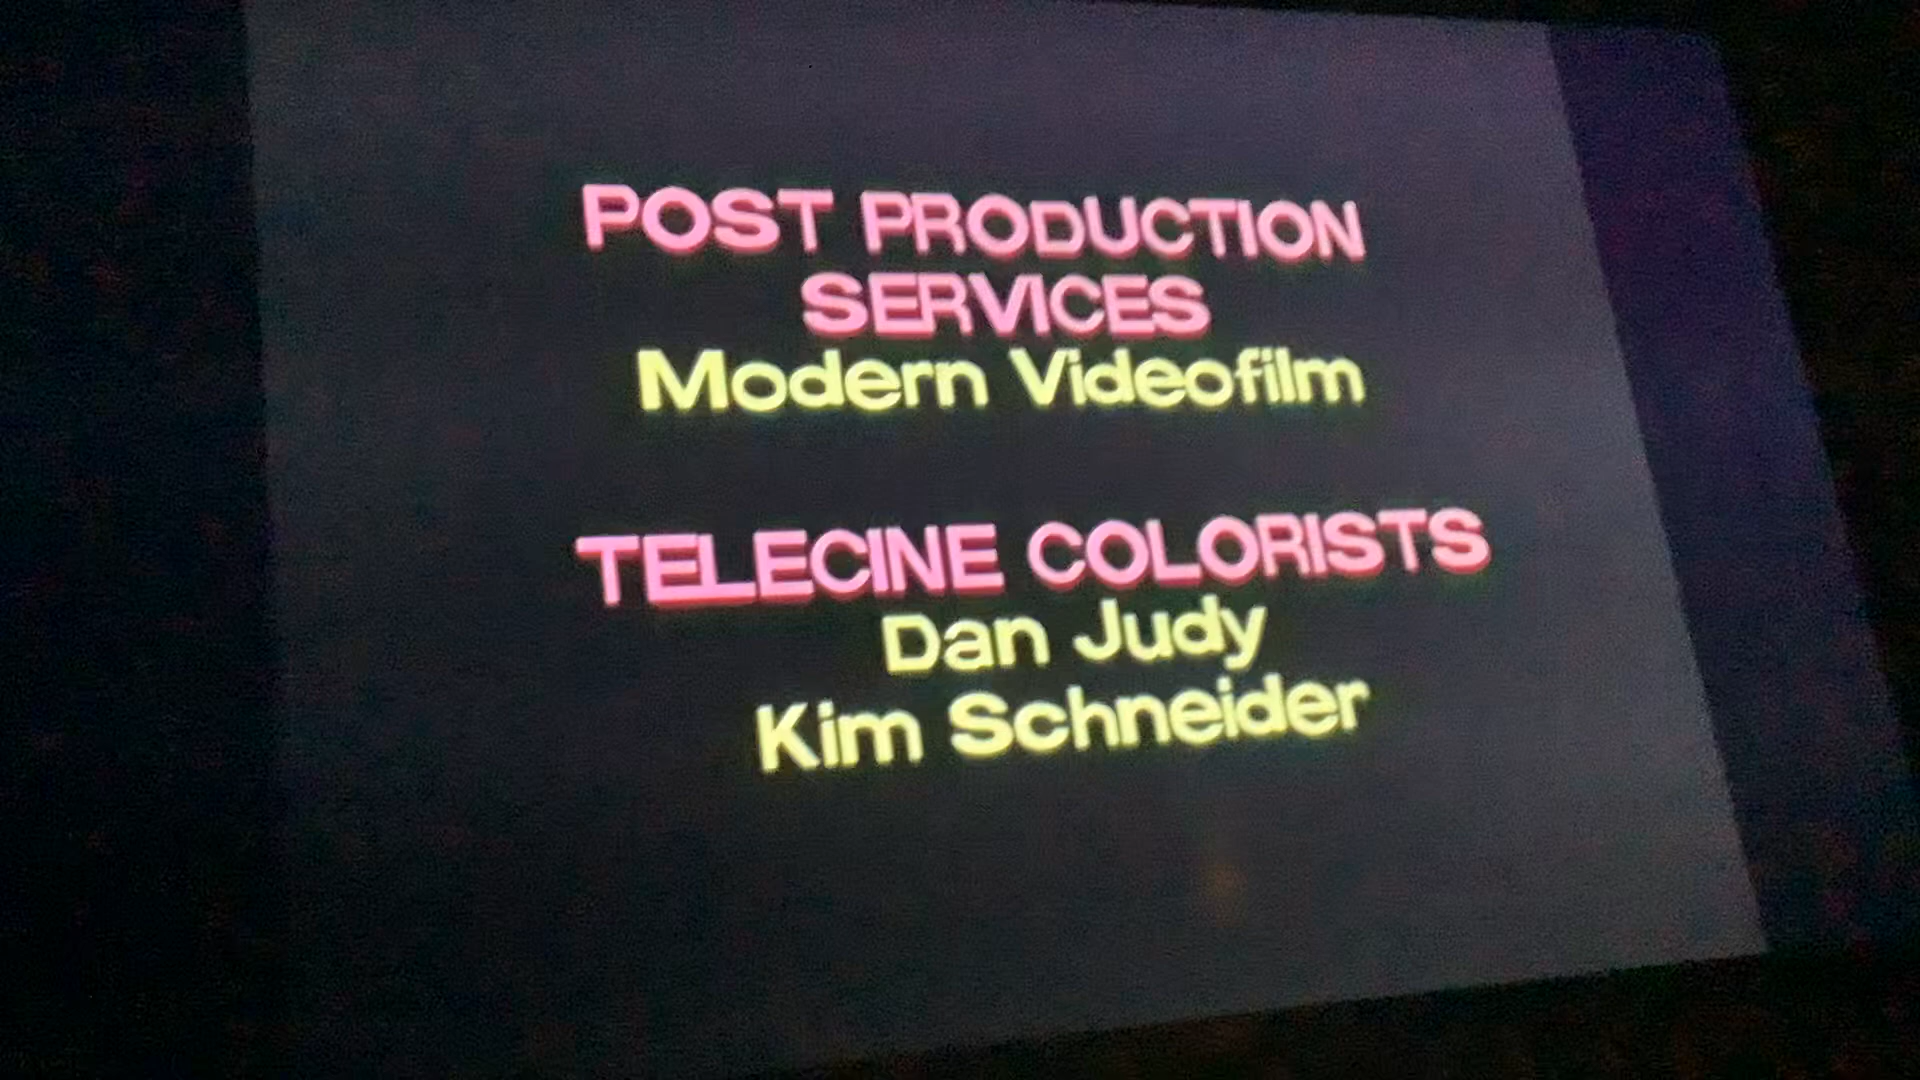 POST PRODUCTION
SERVICES
Modern Videofilm
TELECINE COLORISTS
Dan Judy
Kim Schneider